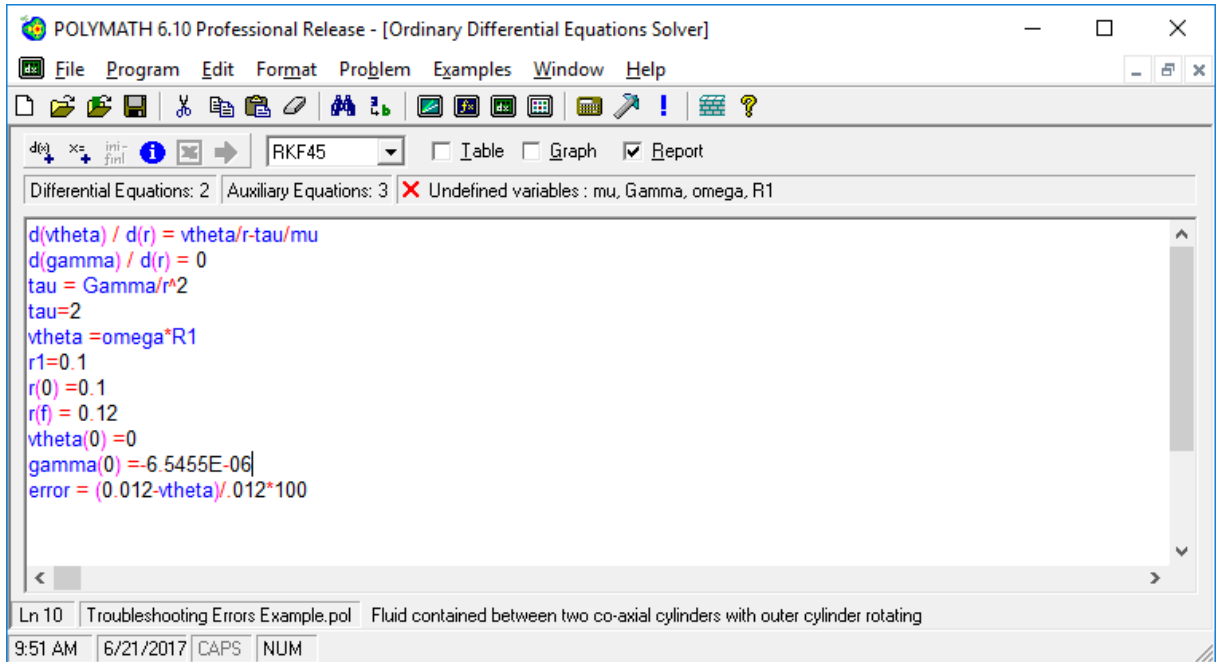 POLYMATH 6.10 Professional Release - [Ordinary Differential Equations Solver]
File Program Edit Format Problem Examples Window Help
d(x) x= ini- finl RKF45 Table Graph Report
Differential Equations: 2 Auxiliary Equations: 3 Undefined variables : mu, Gamma, omega, R1
d(vtheta) / d(r) = vtheta/r-tau/mu
d(gamma) / d(r) = 0
tau = Gamma/r^2
tau=2
vtheta =omega*R1
r1=0.1
r(0) =0.1
r(f) = 0.12
vtheta(0) =0
gamma(0) =-6.5455E-06
error = (0.012-vtheta)/.012*100
Ln 10 Troubleshooting Errors Example.pol Fluid contained between two co-axial cylinders with outer cylinder rotating
9:51 AM 6/21/2017 CAPS NUM